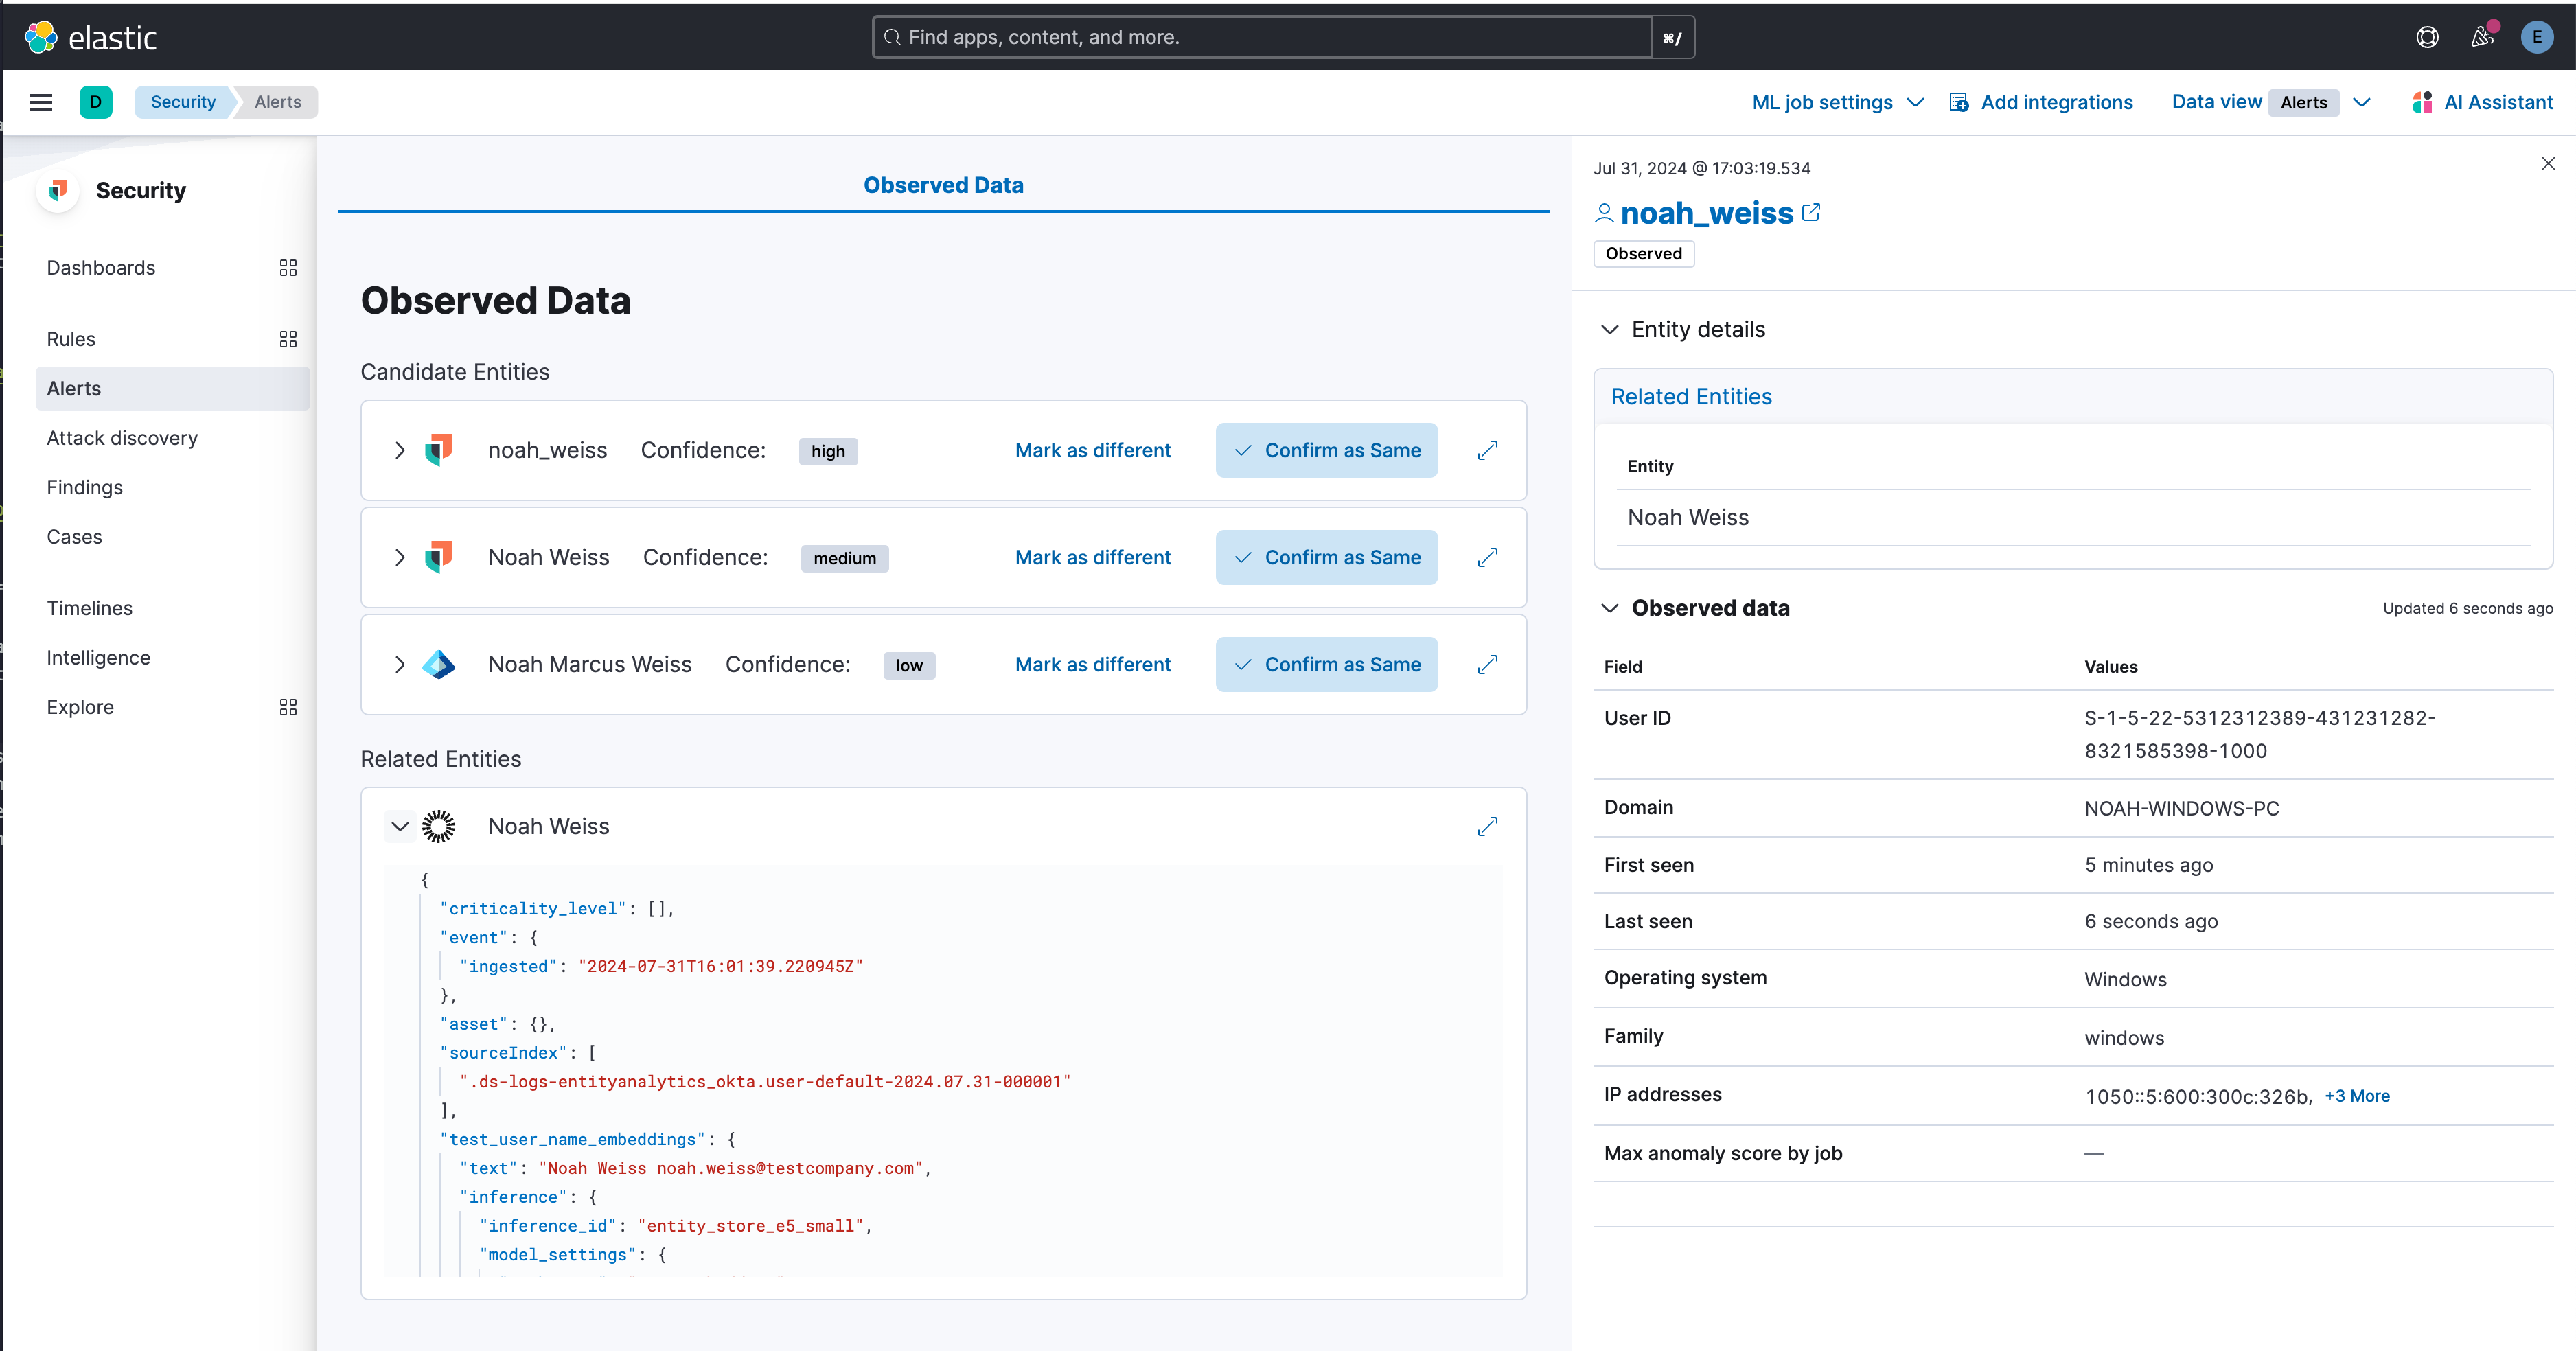 elastic
Find apps, content, and more.
⌘/
E
D
Security
Alerts
ML job settings
Add integrations
Data view
Alerts
AI Assistant
Security
Dashboards
Rules
Alerts
Attack discovery
Findings
Cases
Timelines
Intelligence
Explore
Observed Data
Observed Data
Candidate Entities
noah_weiss Confidence: high Mark as different Confirm as Same
Noah Weiss Confidence: medium Mark as different Confirm as Same
Noah Marcus Weiss Confidence: low Mark as different Confirm as Same
Related Entities
Noah Weiss
{
"criticality_level": [],
"event": {
"ingested": "2024-07-31T16:01:39.220945Z"
},
"asset": {},
"sourceIndex": [
".ds-logs-entityanalytics_okta.user-default-2024.07.31-000001"
],
"test_user_name_embeddings": {
"text": "Noah Weiss noah.weiss@testcompany.com",
"inference": {
"inference_id": "entity_store_e5_small",
"model_settings": {
Jul 31, 2024 @ 17:03:19.534
noah_weiss
Observed
Entity details
Related Entities
Entity
Noah Weiss
Observed data
Updated 6 seconds ago
Field Values
User ID S-1-5-22-5312312389-431231282-
8321585398-1000
Domain NOAH-WINDOWS-PC
First seen 5 minutes ago
Last seen 6 seconds ago
Operating system Windows
Family windows
IP addresses 1050::5:600:300c:326b, +3 More
Max anomaly score by job —